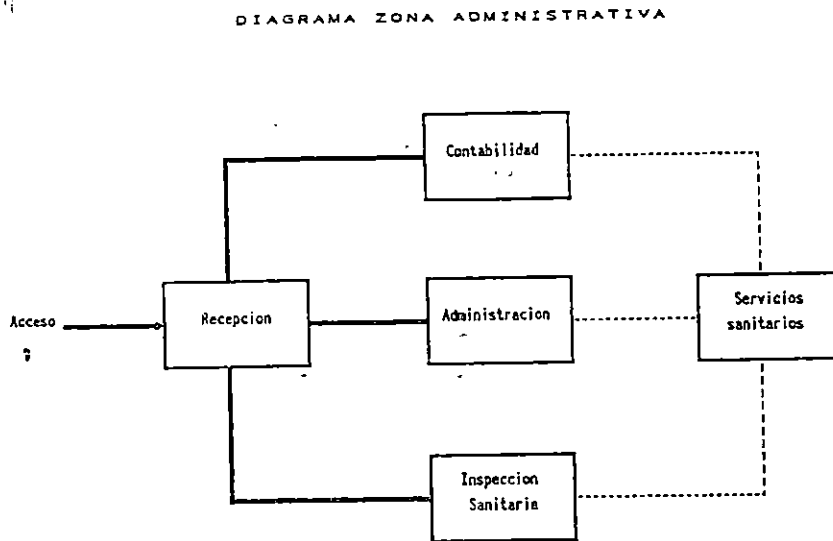 DIAGRAMA ZONA ADMINISTRATIVA
Contabilidad
Acceso
Recepcion
Administracion
Servicios
sanitarios
Inspeccion
Sanitaria